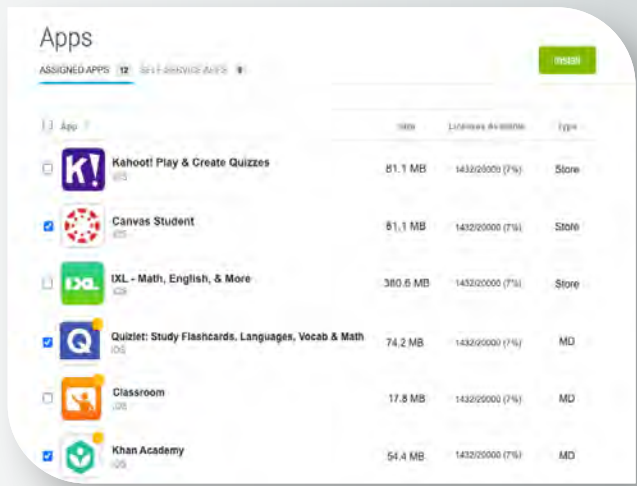 Apps
ASSIGNED APPS 12 SELF-SERVICE APPS
Install
App Size Licenses Available Type
K! Kahoot! Play & Create Quizzes 81.1 MB 1432/20000 (7%) Store
iOS
Canvas Student 81.1 MB 1432/20000 (7%) Store
iOS
IXL IXL - Math, English, & More 380.6 MB 1432/20000 (7%) Store
iOS
Q Quizlet: Study Flashcards, Languages, Vocab & Math 74.2 MB 1432/20000 (7%) MD
iOS
Classroom 17.8 MB 1432/20000 (7%) MD
iOS
Khan Academy 54.4 MB 1432/20000 (7%) MD
iOS